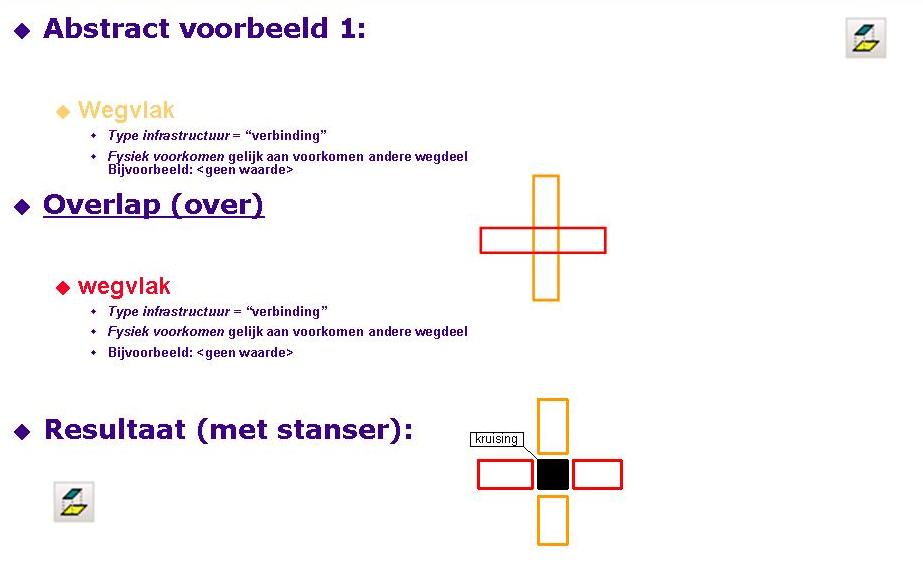 Abstract voorbeeld 1:
Wegvlak
Type infrastructuur = “verbinding”
Fysiek voorkomen gelijk aan voorkomen andere wegdeel
Bijvoorbeeld: <geen waarde>
Overlap (over)
wegvlak
Type infrastructuur = “verbinding”
Fysiek voorkomen gelijk aan voorkomen andere wegdeel
Bijvoorbeeld: <geen waarde>
Resultaat (met stanser):
kruising